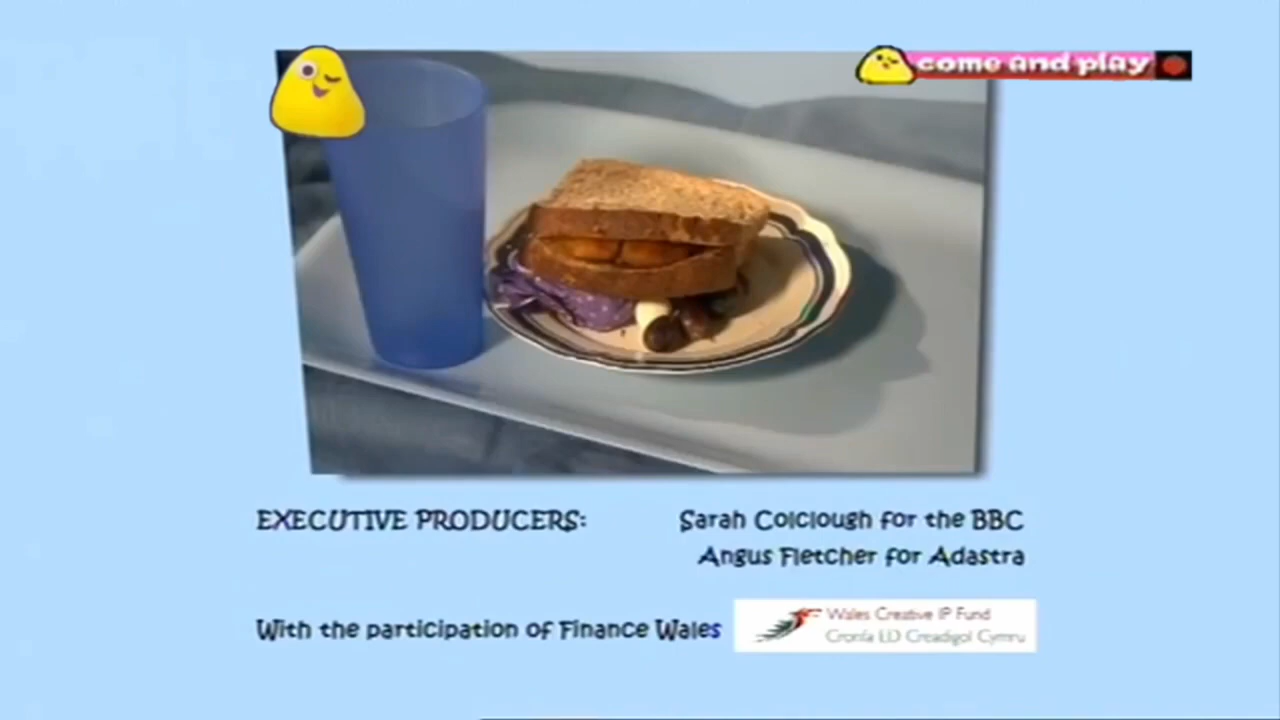 come and play
EXECUTIVE PRODUCERS: Sarah Colclough for the BBC
Angus Fletcher for Adastra
With the participation of Finance Wales
Wales Creative IP Fund
Cronfa ED Creadigol Cymru